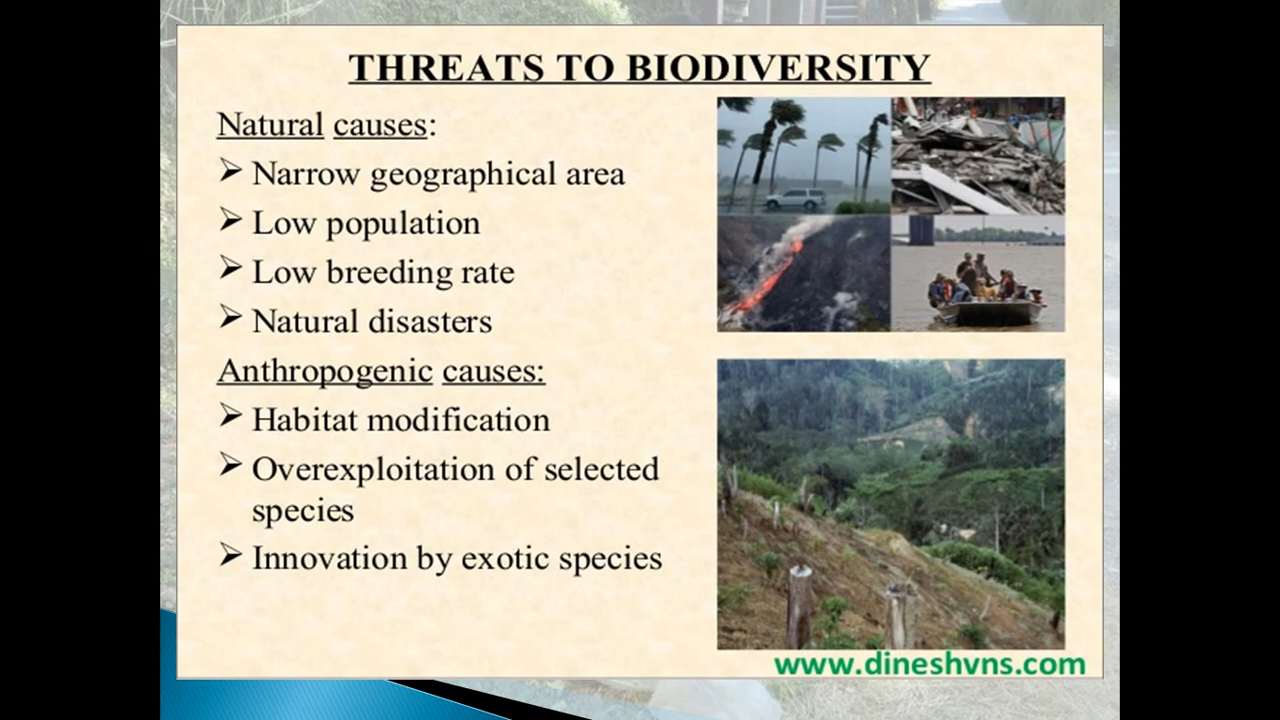 THREATS TO BIODIVERSITY
Natural causes:
➢ Narrow geographical area
➢ Low population
➢ Low breeding rate
➢ Natural disasters
Anthropogenic causes:
➢ Habitat modification
➢ Overexploitation of selected
species
➢ Innovation by exotic species
www.dineshvns.com